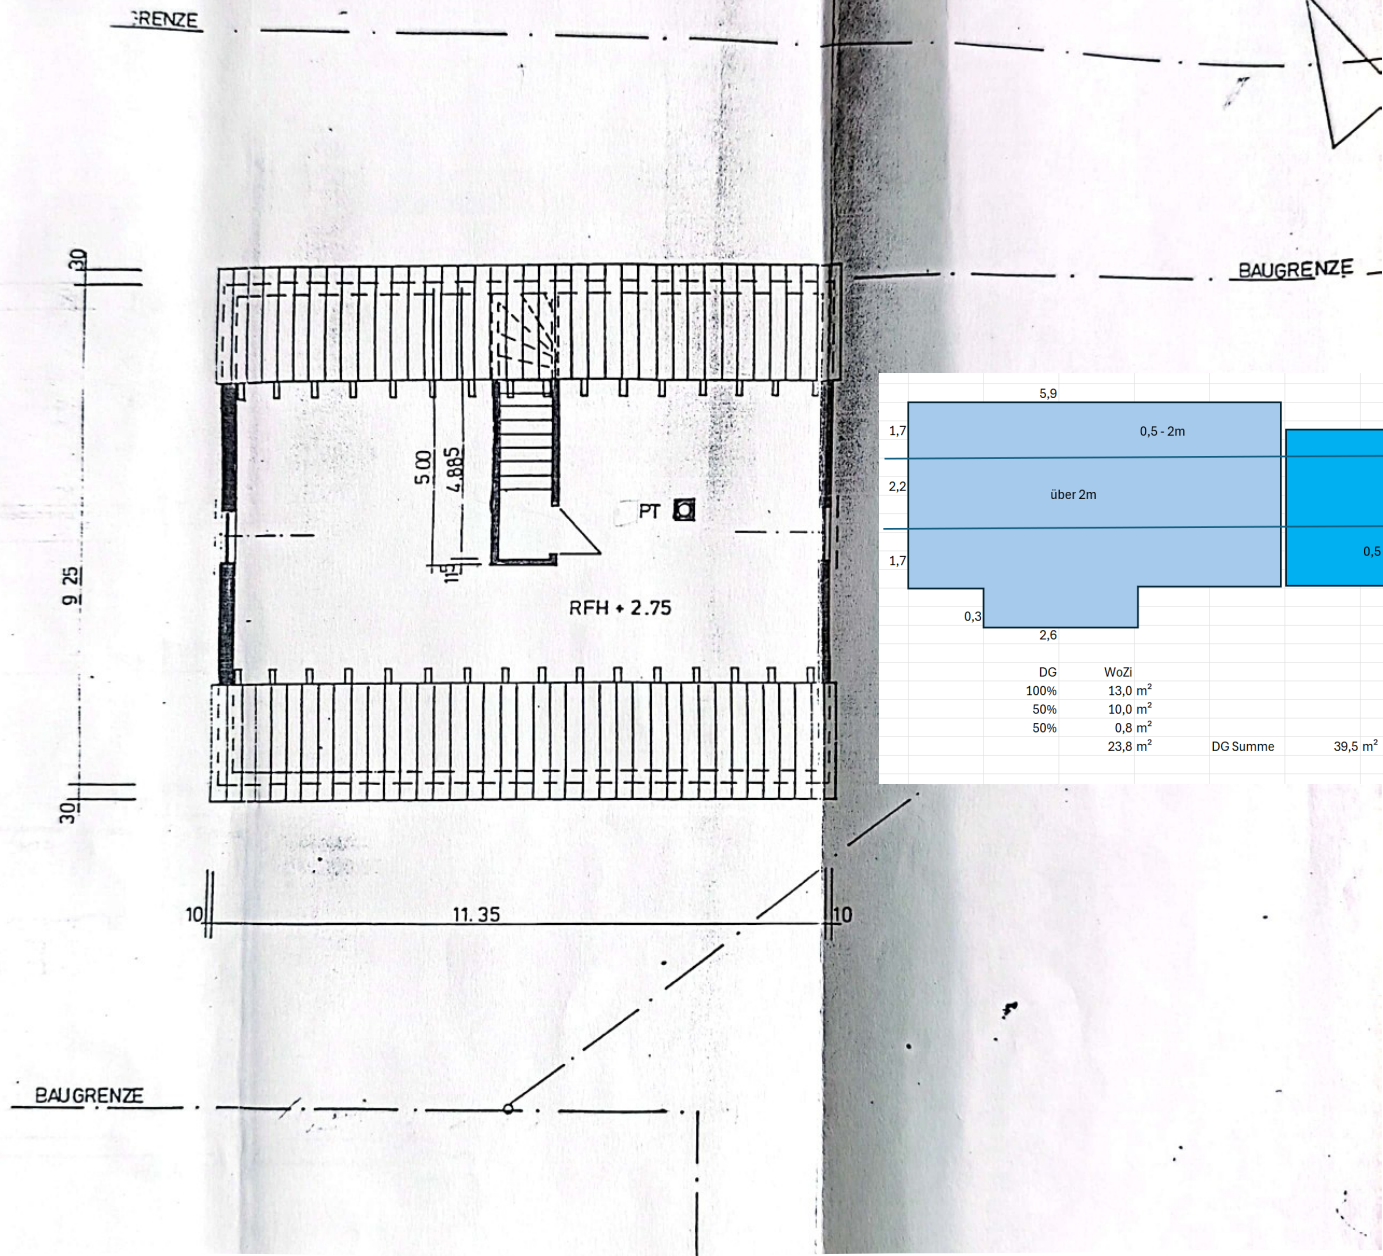 GRENZE
30
BAUGRENZE
5,9
1,7
0,5 - 2m
2,2
über 2m
1,7
0,5
0,3
2,6
5 00
4.885
11⁵
PT
RFH + 2.75
9 25
30
DG WoZi
100% 13,0 m²
50% 10,0 m²
50% 0,8 m²
23,8 m² DG Summe 39,5 m²
10
11.35
10
BAUGRENZE